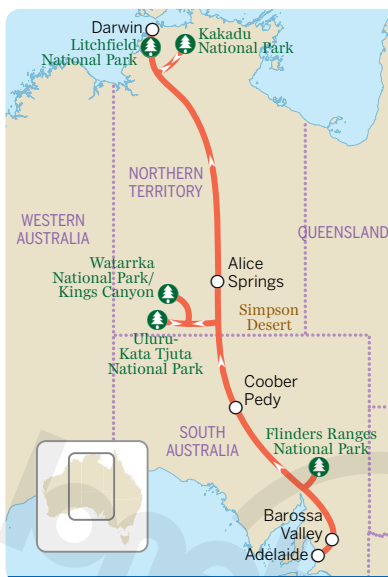 Darwin
Litchfield
National Park
Kakadu
National Park
NORTHERN
TERRITORY
WESTERN
AUSTRALIA
QUEENSLAND
Alice
Springs
Watarrka
National Park/
Kings Canyon
Simpson
Desert
Uluru-
Kata Tjuta
National Park
Coober
Pedy
SOUTH
AUSTRALIA
Flinders Ranges
National Park
Barossa
Valley
Adelaide